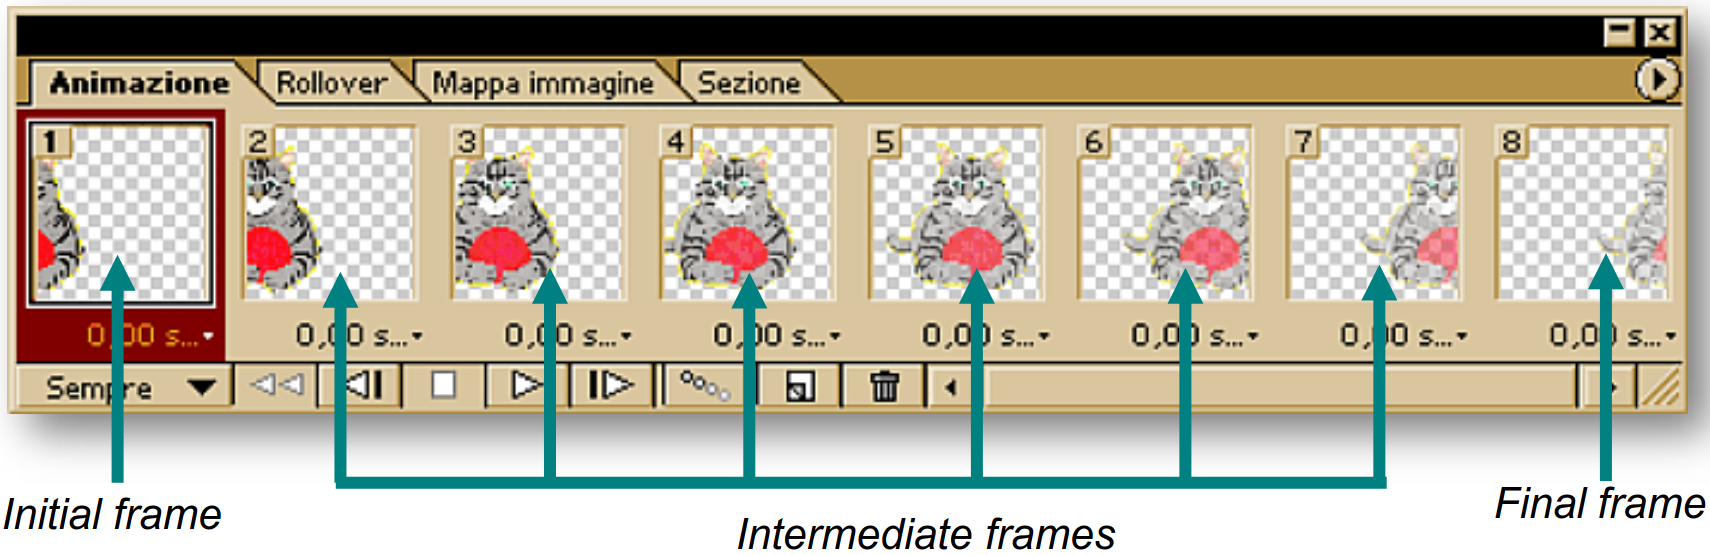 Animazione Rollover Mappa immagine Sezione
1 2 3 4 5 6 7 8
0,00 s... 0,00 s... 0,00 s... 0,00 s... 0,00 s... 0,00 s... 0,00 s... 0,00 s...
Sempre
Initial frame
Intermediate frames
Final frame